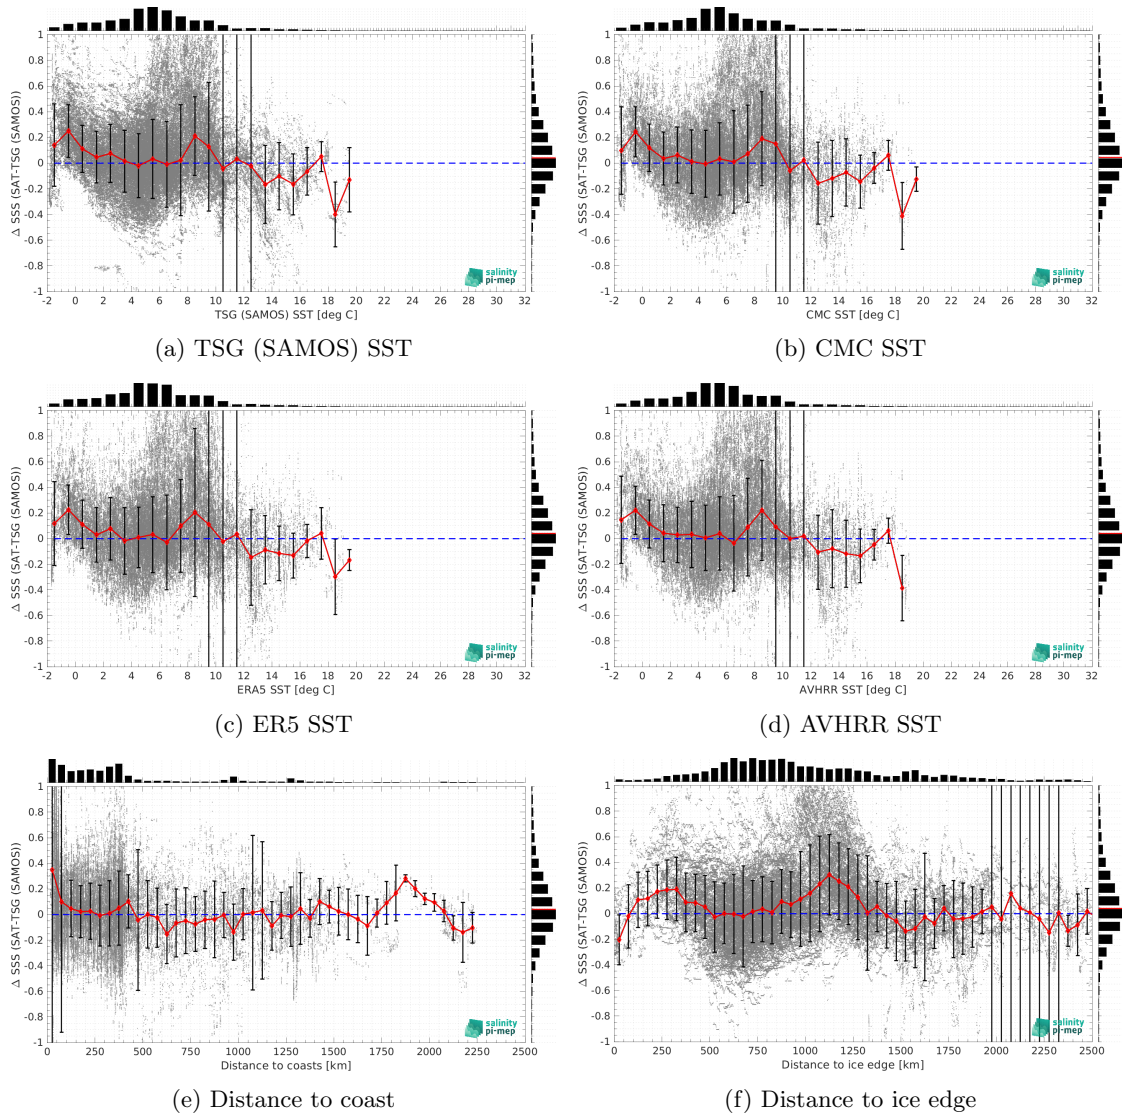 1
0.8
0.6
0.4
0.2
0
-0.2
-0.4
-0.6
-0.8
-1
Δ SSS (SAT-TSG (SAMOS))
-2 0 2 4 6 8 10 12 14 16 18 20 22 24 26 28 30 32
TSG (SAMOS) SST [deg C]
salinity
pi-mep
(a) TSG (SAMOS) SST
1
0.8
0.6
0.4
0.2
0
-0.2
-0.4
-0.6
-0.8
-1
Δ SSS (SAT-TSG (SAMOS))
-2 0 2 4 6 8 10 12 14 16 18 20 22 24 26 28 30 32
CMC SST [deg C]
salinity
pi-mep
(b) CMC SST
1
0.8
0.6
0.4
0.2
0
-0.2
-0.4
-0.6
-0.8
-1
Δ SSS (SAT-TSG (SAMOS))
-2 0 2 4 6 8 10 12 14 16 18 20 22 24 26 28 30 32
ERA5 SST [deg C]
salinity
pi-mep
(c) ER5 SST
1
0.8
0.6
0.4
0.2
0
-0.2
-0.4
-0.6
-0.8
-1
Δ SSS (SAT-TSG (SAMOS))
-2 0 2 4 6 8 10 12 14 16 18 20 22 24 26 28 30 32
AVHRR SST [deg C]
salinity
pi-mep
(d) AVHRR SST
1
0.8
0.6
0.4
0.2
0
-0.2
-0.4
-0.6
-0.8
-1
Δ SSS (SAT-TSG (SAMOS))
0 250 500 750 1000 1250 1500 1750 2000 2250 2500
Distance to coasts [km]
salinity
pi-mep
(e) Distance to coast
1
0.8
0.6
0.4
0.2
0
-0.2
-0.4
-0.6
-0.8
-1
Δ SSS (SAT-TSG (SAMOS))
0 250 500 750 1000 1250 1500 1750 2000 2250 2500
Distance to ice edge [km]
salinity
pi-mep
(f) Distance to ice edge